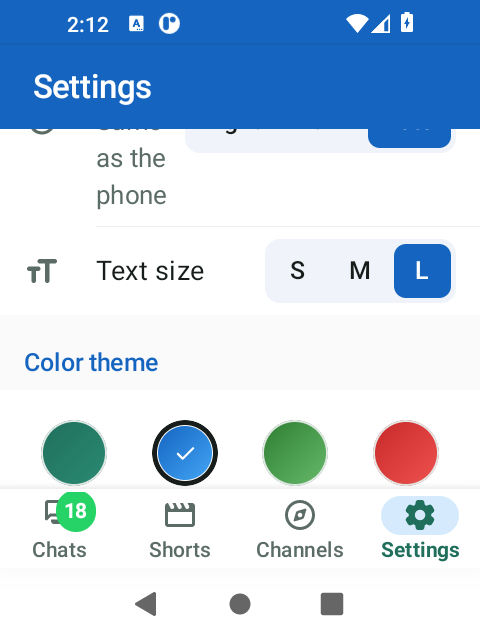 2:12
Settings
as the
phone
Text size
S M L
Color theme
18
Chats
Shorts
Channels
Settings